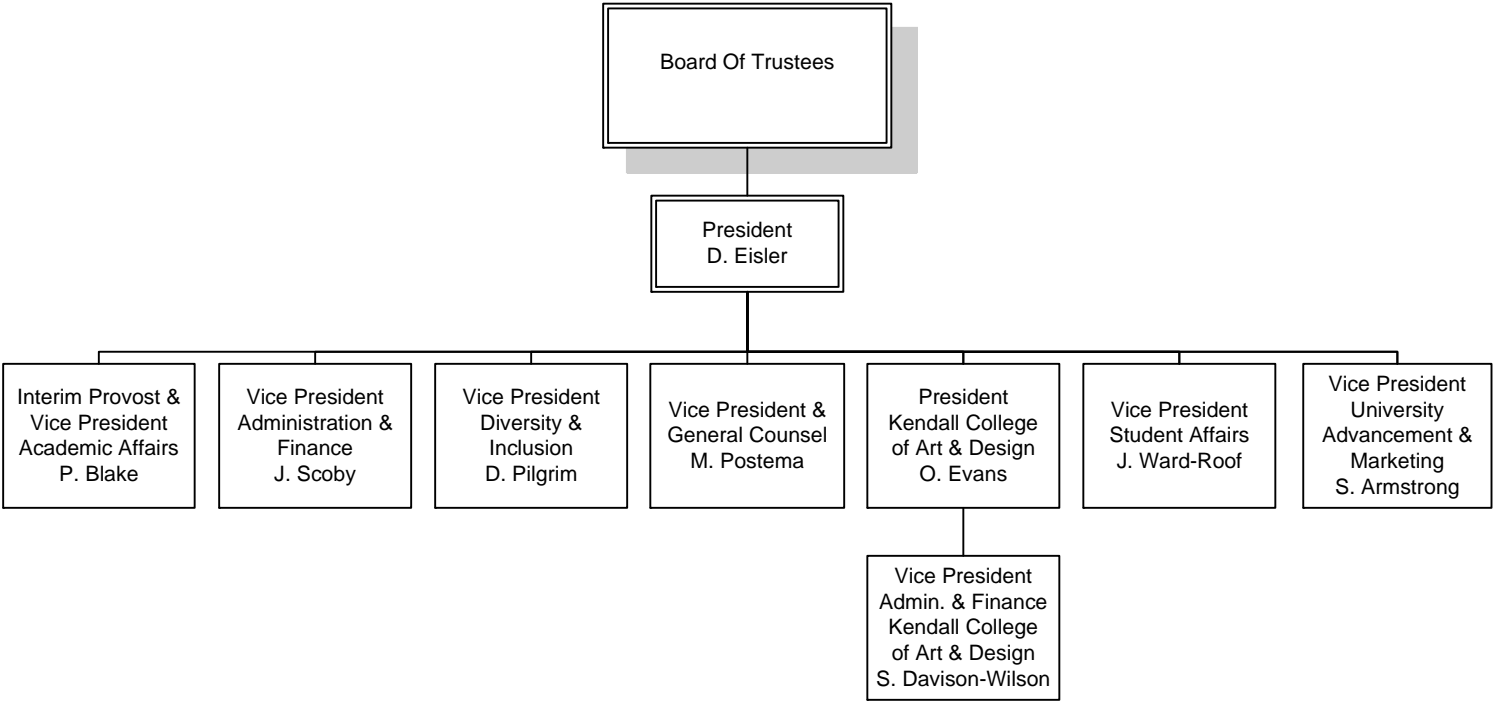 Board Of Trustees
President
D. Eisler
Interim Provost &
Vice President
Academic Affairs
P. Blake
Vice President
Administration &
Finance
J. Scoby
Vice President
Diversity &
Inclusion
D. Pilgrim
Vice President &
General Counsel
M. Postema
President
Kendall College
of Art & Design
O. Evans
Vice President
Student Affairs
J. Ward-Roof
Vice President
University
Advancement &
Marketing
S. Armstrong
Vice President
Admin. & Finance
Kendall College
of Art & Design
S. Davison-Wilson